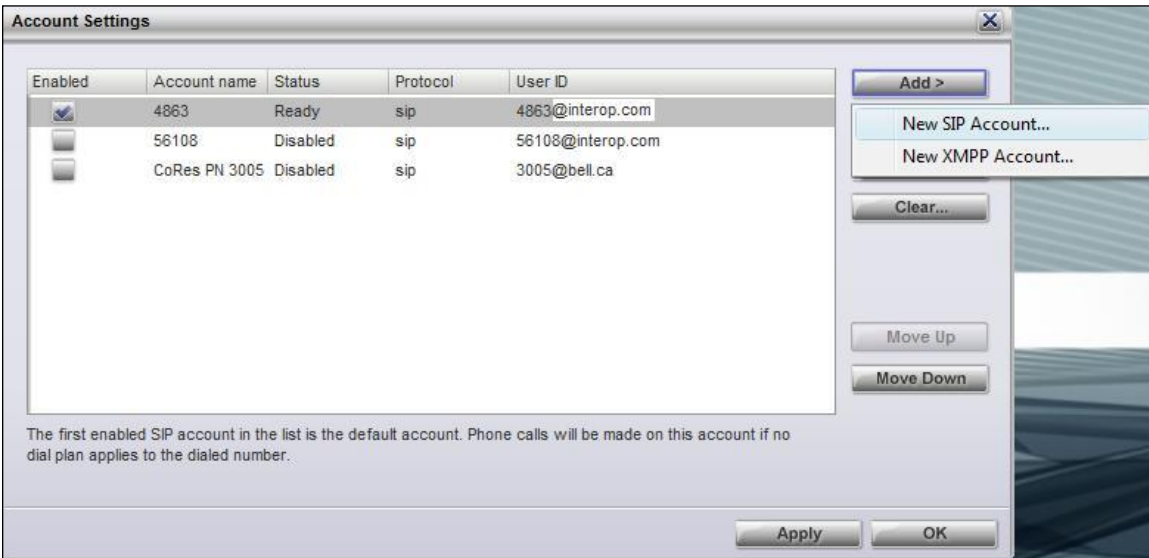 Account Settings
Enabled Account name Status Protocol User ID
4863 Ready sip 4863@interop.com
56108 Disabled sip 56108@interop.com
CoRes PN 3005 Disabled sip 3005@bell.ca
Add >
New SIP Account...
New XMPP Account...
Clear...
Move Up
Move Down
The first enabled SIP account in the list is the default account. Phone calls will be made on this account if no
dial plan applies to the dialed number.
Apply OK